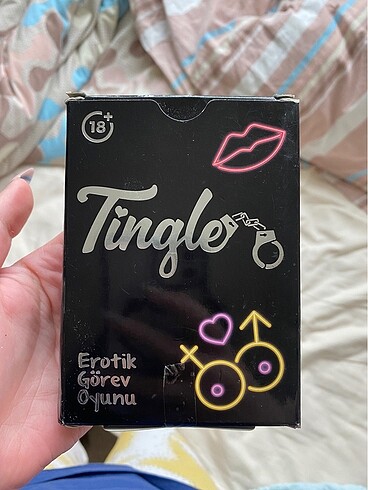 18+
Tingle
Erotik
Görev
Oyunu